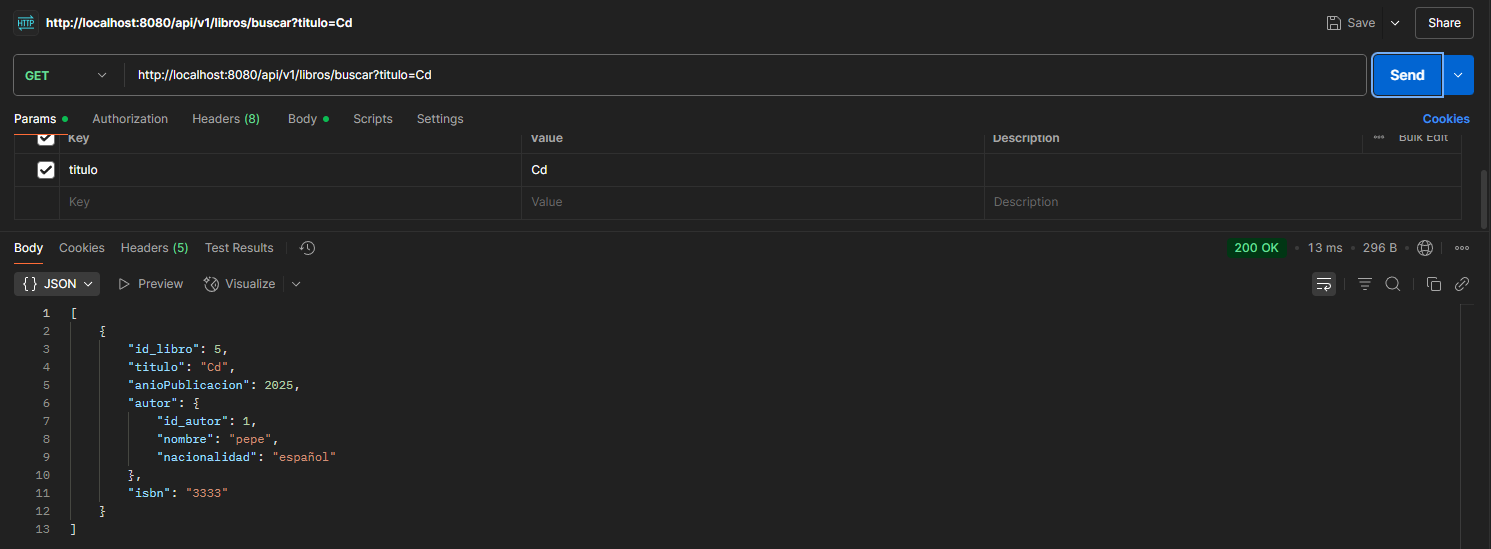 HTTP http://localhost:8080/api/v1/libros/buscar?titulo=Cd Save Share
GET http://localhost:8080/api/v1/libros/buscar?titulo=Cd Send
Params Authorization Headers (8) Body Scripts Settings Cookies
Key Value Description Bulk Edit
titulo Cd
Key Value Description
Body Cookies Headers (5) Test Results 200 OK 13 ms 296 B
{} JSON Preview Visualize
1 [
2 {
3 "id_libro": 5,
4 "titulo": "Cd",
5 "anioPublicacion": 2025,
6 "autor": {
7 "id_autor": 1,
8 "nombre": "pepe",
9 "nacionalidad": "español"
10 },
11 "isbn": "3333"
12 }
13 ]